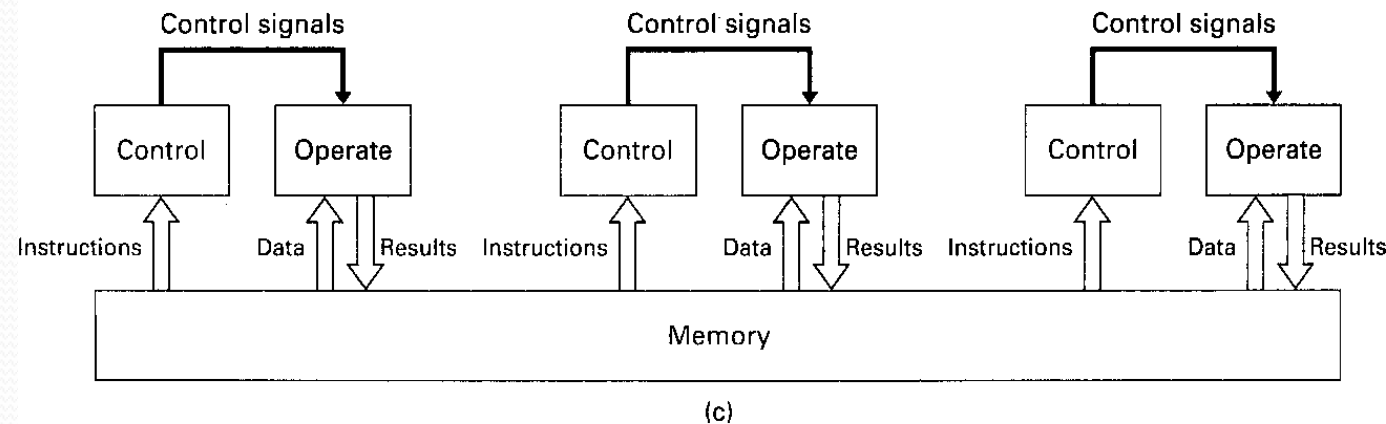 Control signals Control signals Control signals
Control Operate Control Operate Control Operate
Instructions Data Results Instructions Data Results Instructions Data Results
Memory
(c)